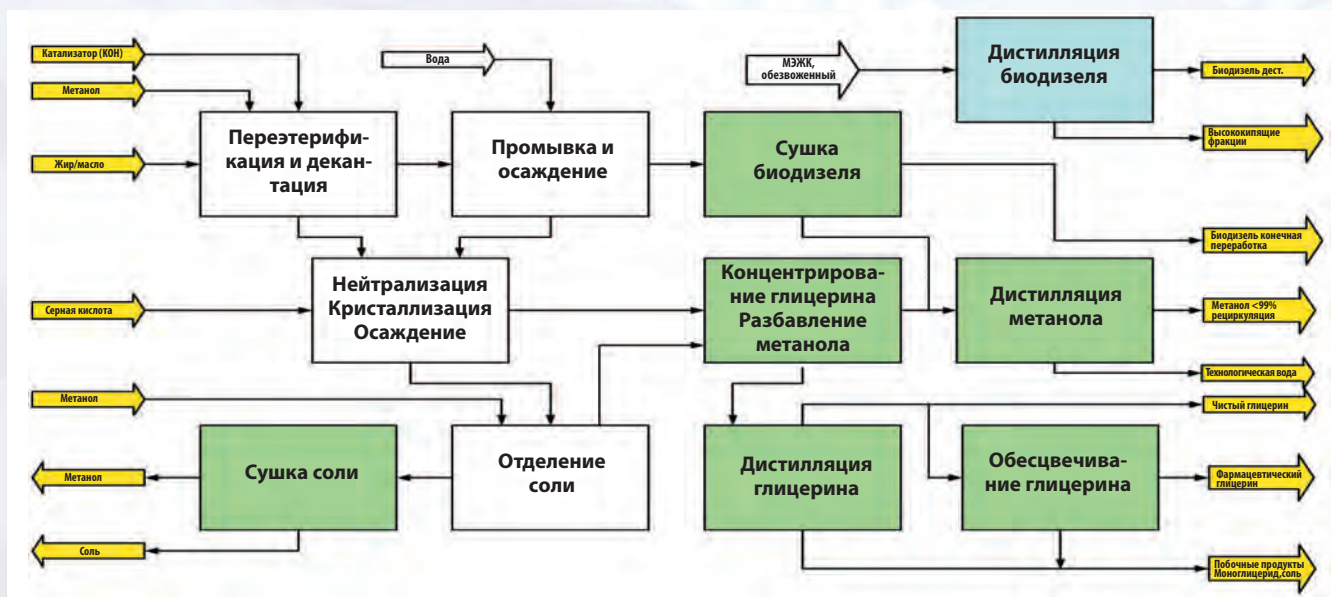 Катализатор (КОН)
Метанол
Жир/масло
Вода
МЭЖК,
обезвоженный
Дистилляция
биодизеля
Биодизель дест.
Высококипящие
фракции
Переэтерифи-
кация и декан-
тация
Промывка и
осаждение
Сушка
биодизеля
Биодизель конечная
переработка
Серная кислота
Нейтрализация
Кристаллизация
Осаждение
Концентрирова-
ние глицерина
Разбавление
метанола
Дистилляция
метанола
Метанол <99%
рециркуляция
Технологическая вода
Метанол
Чистый глицерин
Метанол
Сушка соли
Отделение
соли
Дистилляция
глицерина
Обесцвечива-
ние глицерина
Фармацевтический
глицерин
Соль
Побочные продукты
Моноглицерид,соль